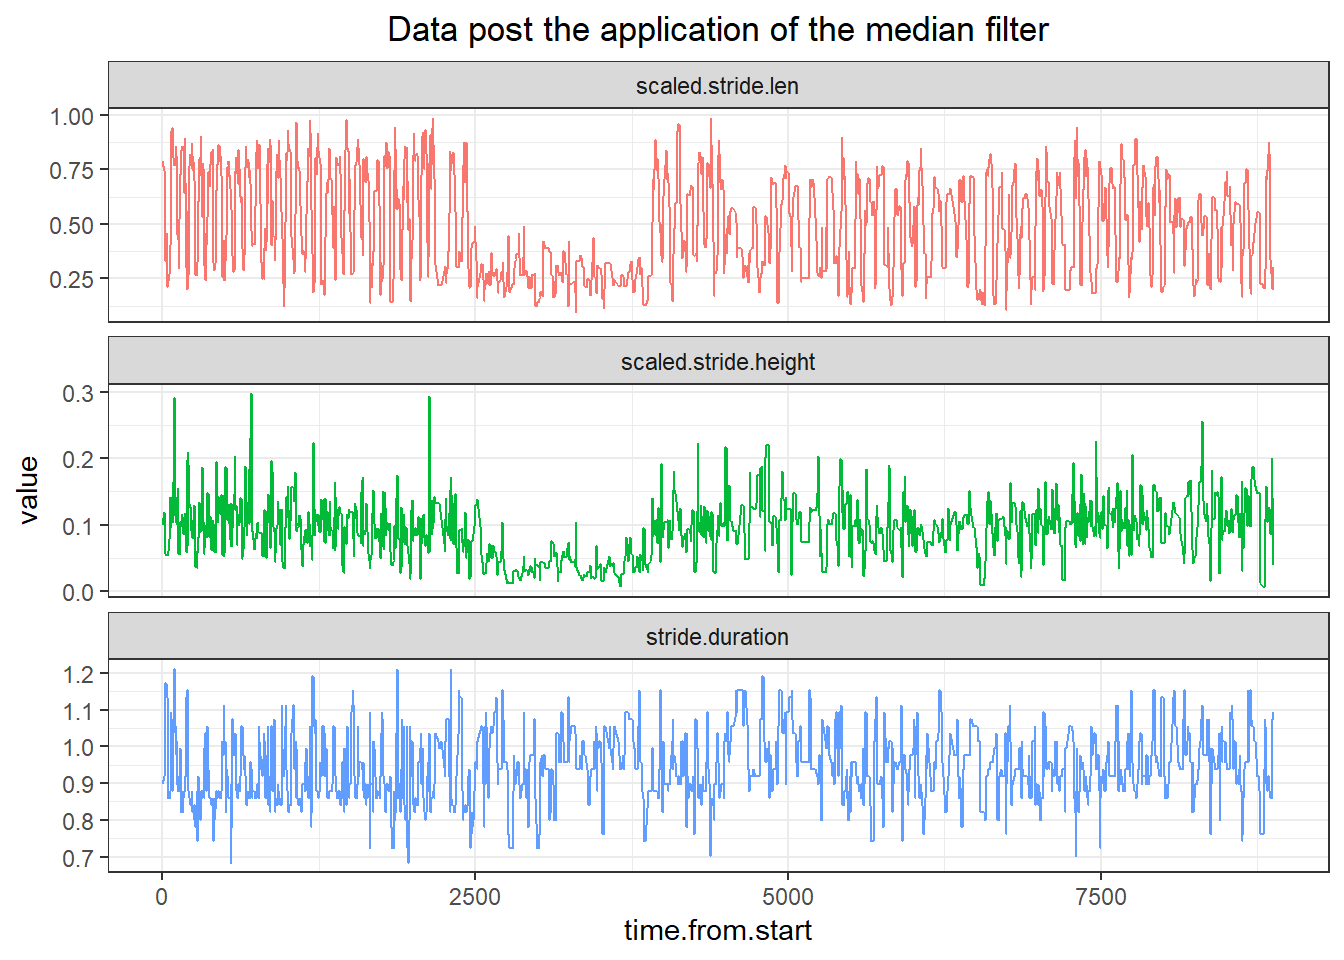 Data post the application of the median filter
scaled.stride.len
1.00
0.75
0.50
0.25
scaled.stride.height
0.3
0.2
0.1
0.0
value
stride.duration
1.2
1.1
1.0
0.9
0.8
0.7
0 2500 5000 7500
time.from.start